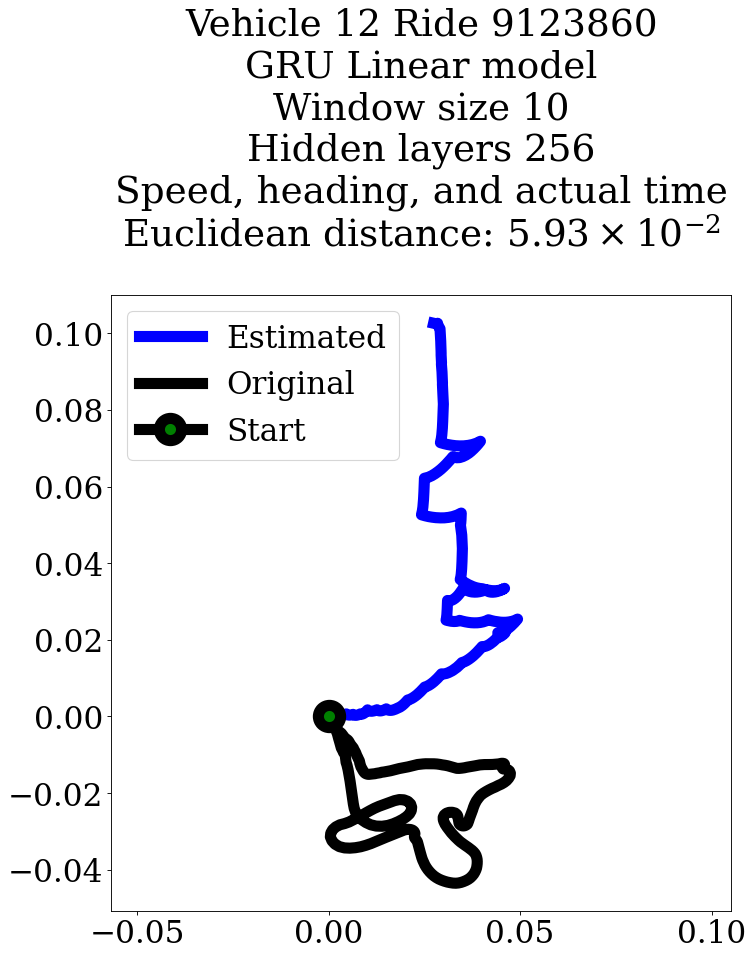 Vehicle 12 Ride 9123860
GRU Linear model
Window size 10
Hidden layers 256
Speed, heading, and actual time
Euclidean distance: 5.93 × 10⁻²
Estimated
Original
Start
0.10
0.08
0.06
0.04
0.02
0.00
−0.02
−0.04
−0.05 0.00 0.05 0.10